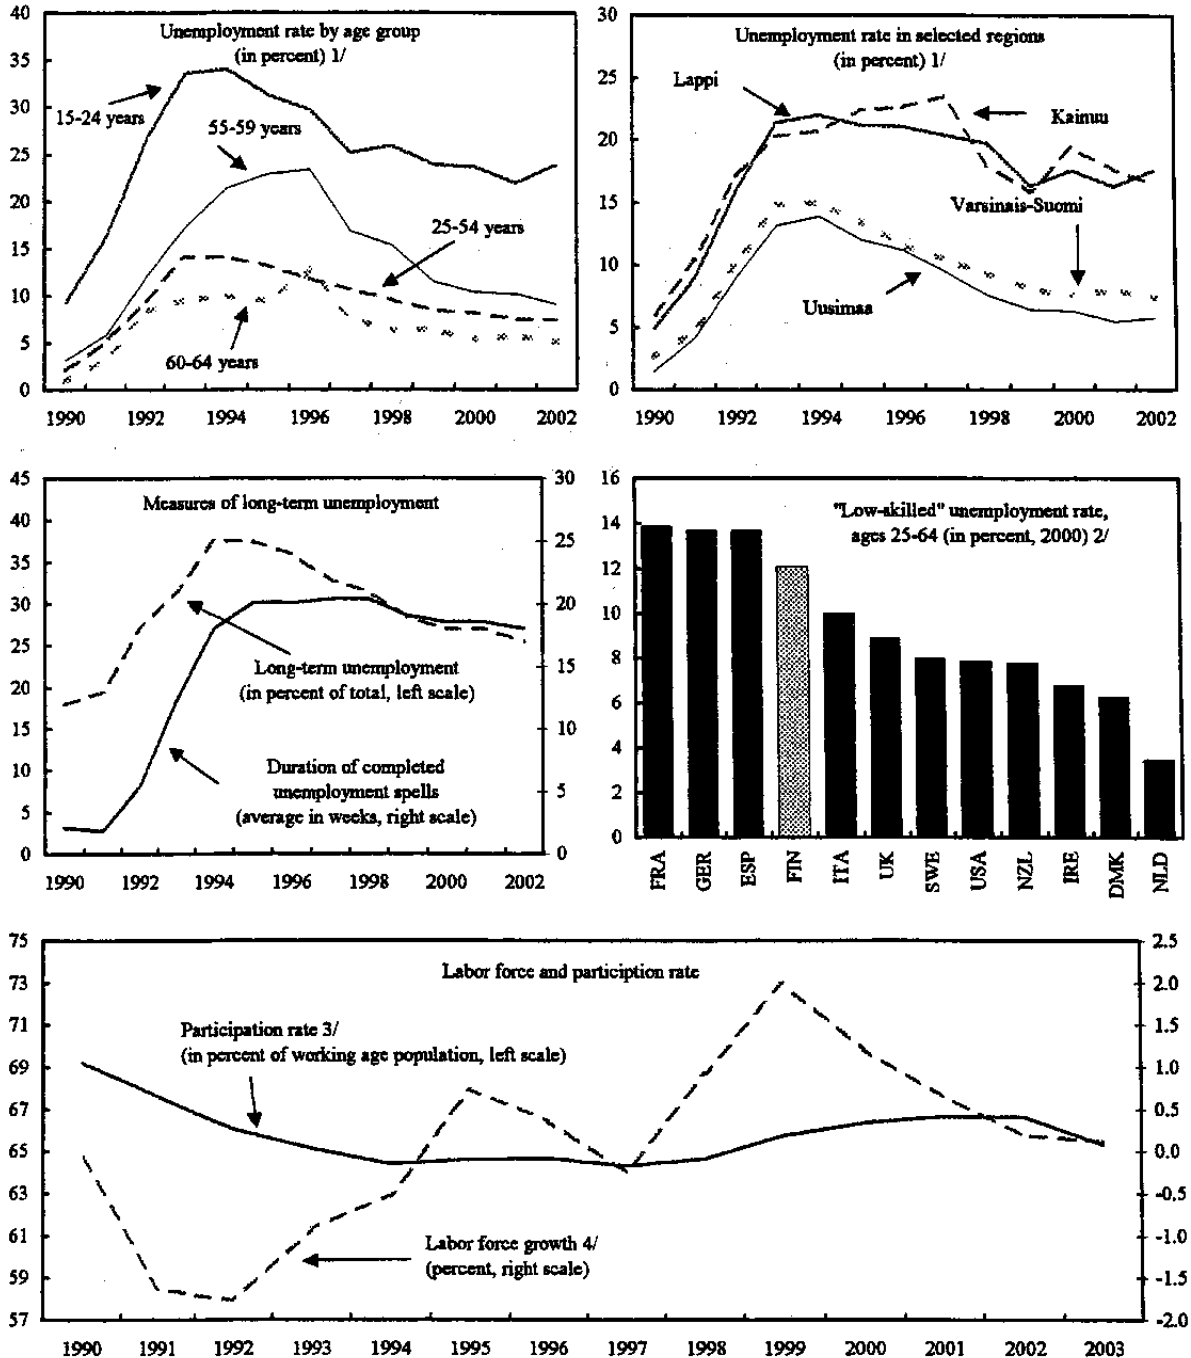 40
35
30
25
20
15
10
5
0
Unemployment rate by age group
(in percent) 1/
15-24 years
55-59 years
25-54 years
60-64 years
1990 1992 1994 1996 1998 2000 2002
30
25
20
15
10
5
0
Unemployment rate in selected regions
(in percent) 1/
Lappi
Kainuu
Varsinais-Suomi
Uusimaa
1990 1992 1994 1996 1998 2000 2002
45
40
35
30
25
20
15
10
5
0
Measures of long-term unemployment
Long-term unemployment
(in percent of total, left scale)
Duration of completed
unemployment spells
(average in weeks, right scale)
30
25
20
15
10
5
0
1990 1992 1994 1996 1998 2000 2002
16
14
12
10
8
6
4
2
0
"Low-skilled" unemployment rate,
ages 25-64 (in percent, 2000) 2/
FRA GER ESP FIN ITA UK SWE USA NZL IRE DMK NLD
75
73
71
69
67
65
63
61
59
57
Labor force and particiption rate
Participation rate 3/
(in percent of working age population, left scale)
Labor force growth 4/
(percent, right scale)
2.5
2.0
1.5
1.0
0.5
0.0
-0.5
-1.0
-1.5
-2.0
1990 1991 1992 1993 1994 1995 1996 1997 1998 1999 2000 2001 2002 2003